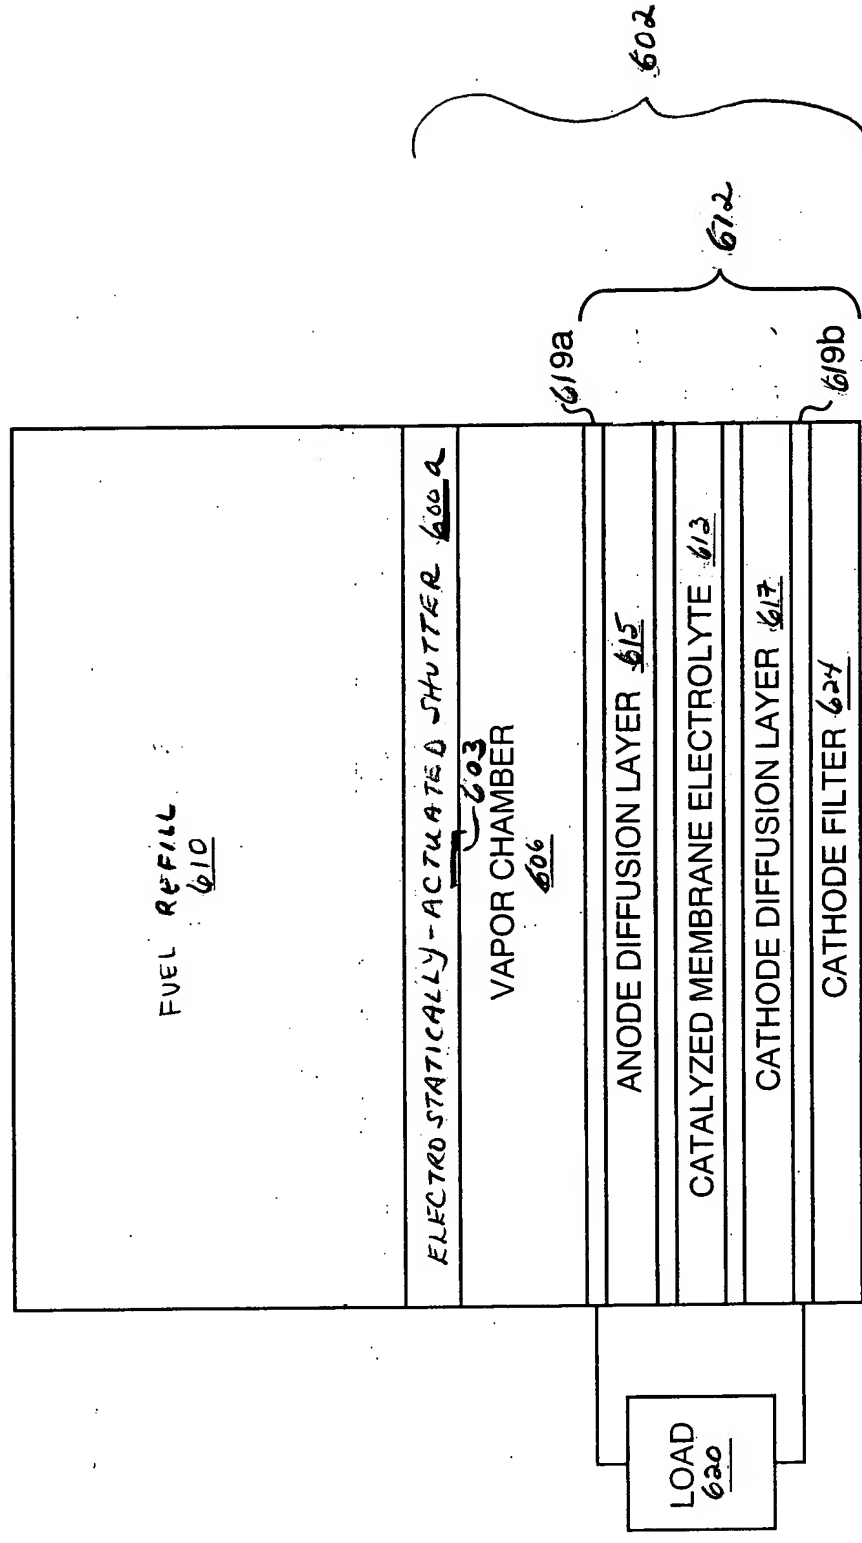 FUEL REFILL
610
ELECTROSTATICALLY-ACTUATED SHUTTER 600a
603
VAPOR CHAMBER
606
619a
ANODE DIFFUSION LAYER 615
CATALYZED MEMBRANE ELECTROLYTE 613
CATHODE DIFFUSION LAYER 617
619b
CATHODE FILTER 624
612
602
LOAD
620